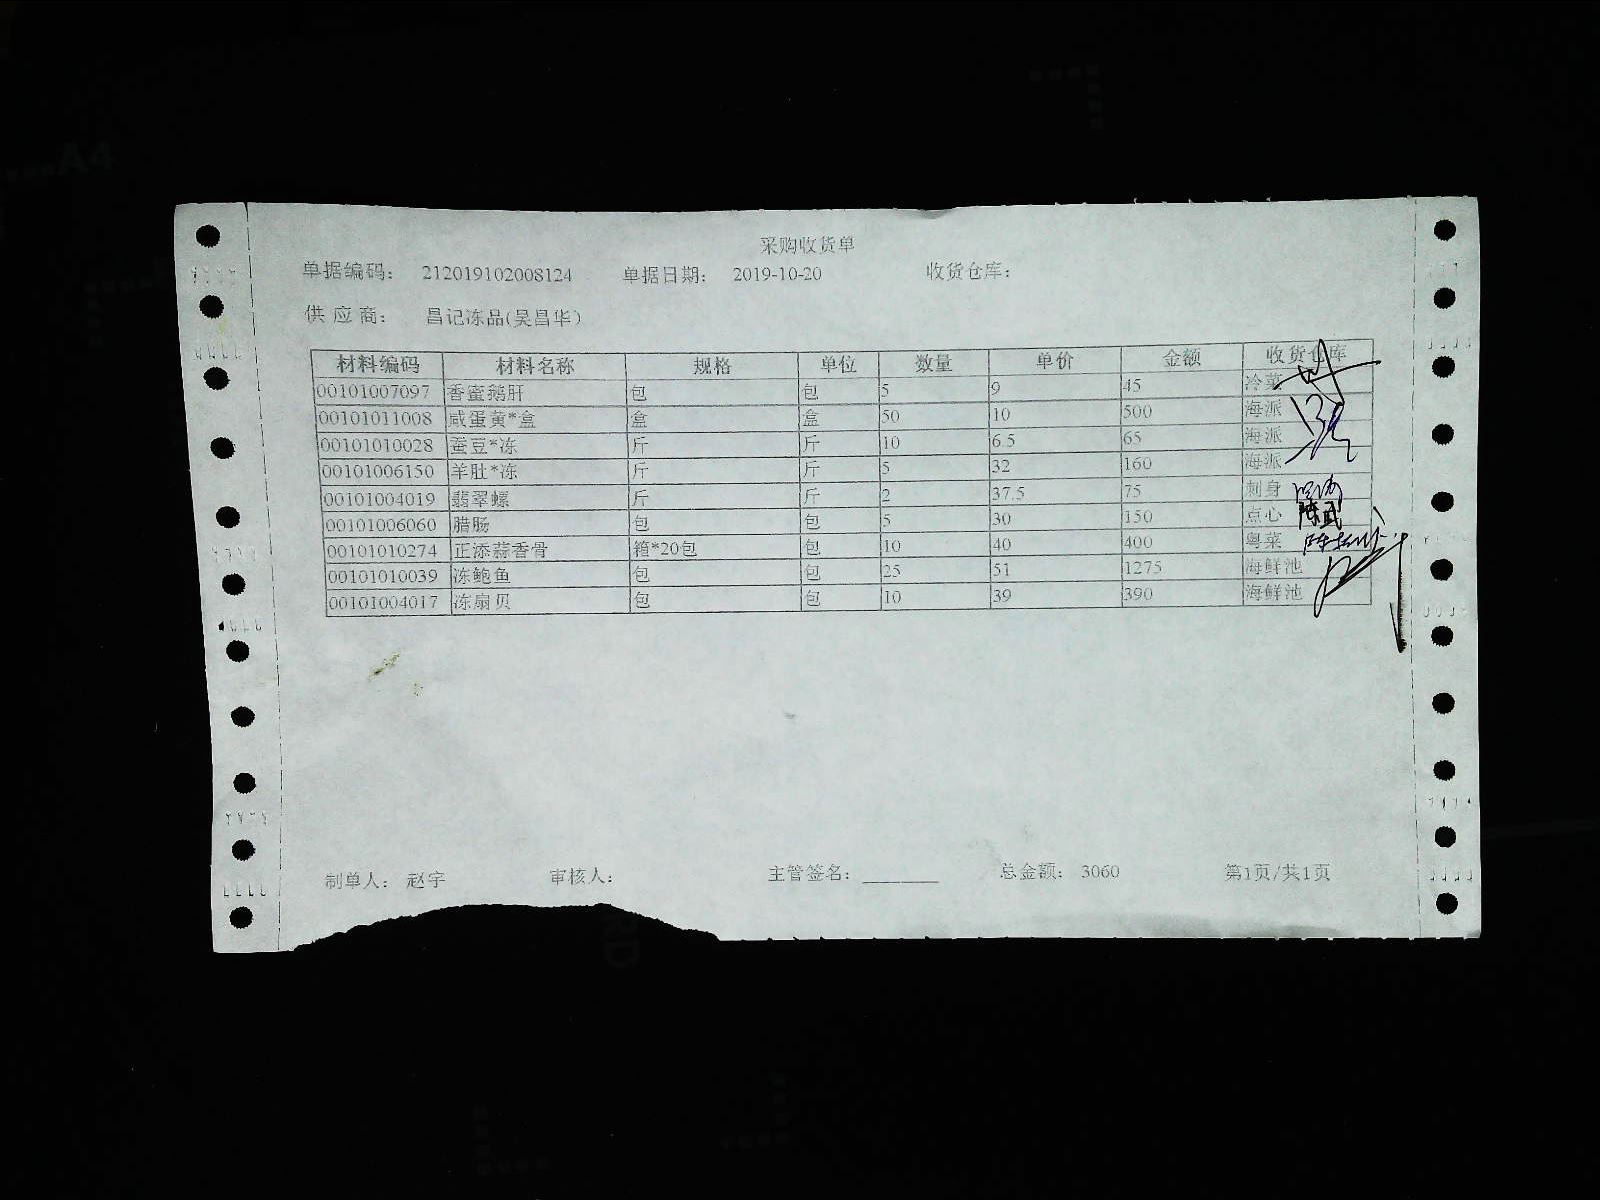 采购收货单
单据编码： 212019102008124 单据日期： 2019-10-20 收货仓库：
供 应 商： 昌记冻品(吴昌华)
材料编码 材料名称 规格 单位 数量 单价 金额 收货仓库
00101007097 香蜜鹅肝 包 包 5 9 45 冷菜
00101011008 咸蛋黄*盒 盒 盒 50 10 500 海派
00101010028 蚕豆*冻 斤 斤 10 6.5 65 海派
00101006150 羊肚*冻 斤 斤 5 32 160 海派
00101004019 翡翠螺 斤 斤 2 37.5 75 刺身
00101006060 腊肠 包 包 5 30 150 点心
00101010274 正添蒜香骨 箱*20包 包 10 40 400 粤菜
00101010039 冻鲍鱼 包 包 25 51 1275 海鲜池
00101004017 冻扇贝 包 包 10 39 390 海鲜池
制单人： 赵宇 审核人： 主管签名： ________ 总金额： 3060 第1页/共1页